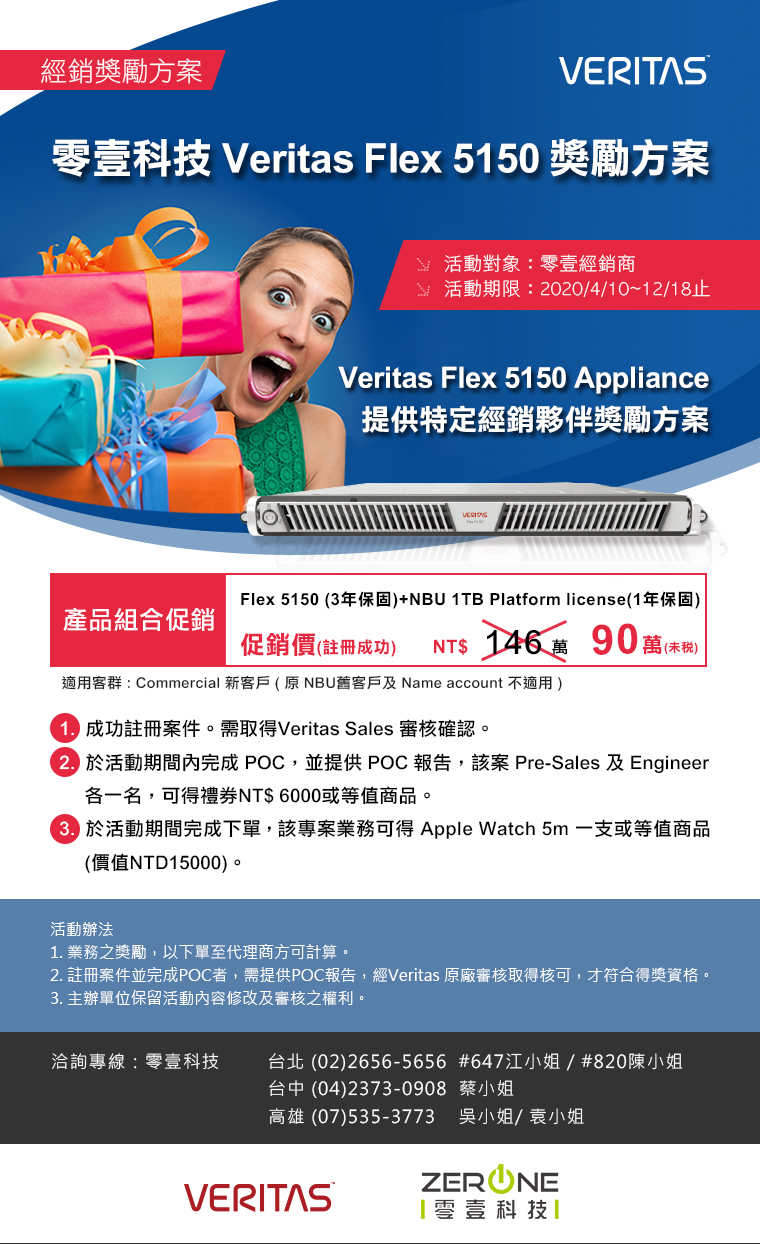 經銷獎勵方案
VERITAS™
零壹科技 Veritas Flex 5150 獎勵方案
活動對象：零壹經銷商
活動期限：2020/4/10~12/18止
Veritas Flex 5150 Appliance
提供特定經銷夥伴獎勵方案
VERITAS
產品組合促銷
Flex 5150 (3年保固)+NBU 1TB Platform license(1年保固)
促銷價(註冊成功) NT$ 146 萬 90萬(未稅)
適用客群 : Commercial 新客戶 ( 原 NBU舊客戶及 Name account 不適用 )
1. 成功註冊案件。需取得Veritas Sales 審核確認。
2. 於活動期間內完成 POC，並提供 POC 報告，該案 Pre-Sales 及 Engineer
各一名，可得禮券NT$ 6000或等值商品。
3. 於活動期間完成下單，該專案業務可得 Apple Watch 5m 一支或等值商品
(價值NTD15000)。
活動辦法
1. 業務之獎勵，以下單至代理商方可計算。
2. 註冊案件並完成POC者，需提供POC報告，經Veritas 原廠審核取得核可，才符合得獎資格。
3. 主辦單位保留活動內容修改及審核之權利。
洽詢專線：零壹科技 台北 (02)2656-5656 #647江小姐 / #820陳小姐
台中 (04)2373-0908 蔡小姐
高雄 (07)535-3773 吳小姐/ 袁小姐
VERITAS™
ZERONE
零壹科技